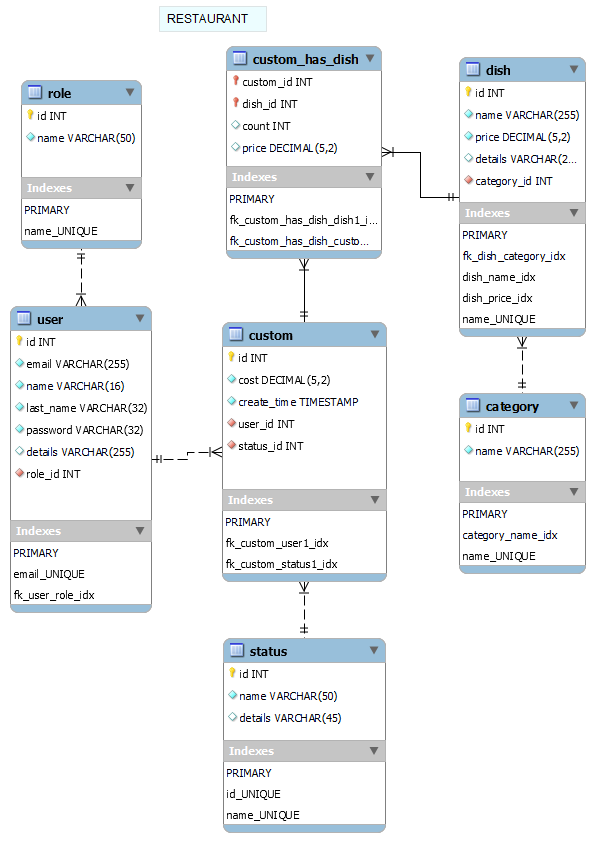 RESTAURANT
role
id INT
name VARCHAR(50)
Indexes
PRIMARY
name_UNIQUE
custom_has_dish
custom_id INT
dish_id INT
count INT
price DECIMAL(5,2)
Indexes
PRIMARY
fk_custom_has_dish_dish1_i...
fk_custom_has_dish_custo...
dish
id INT
name VARCHAR(255)
price DECIMAL(5,2)
details VARCHAR(2...
category_id INT
Indexes
PRIMARY
fk_dish_category_idx
dish_name_idx
dish_price_idx
name_UNIQUE
user
id INT
email VARCHAR(255)
name VARCHAR(16)
last_name VARCHAR(32)
password VARCHAR(32)
details VARCHAR(255)
role_id INT
Indexes
PRIMARY
email_UNIQUE
fk_user_role_idx
custom
id INT
cost DECIMAL(5,2)
create_time TIMESTAMP
user_id INT
status_id INT
Indexes
PRIMARY
fk_custom_user1_idx
fk_custom_status1_idx
category
id INT
name VARCHAR(255)
Indexes
PRIMARY
category_name_idx
name_UNIQUE
status
id INT
name VARCHAR(50)
details VARCHAR(45)
Indexes
PRIMARY
id_UNIQUE
name_UNIQUE